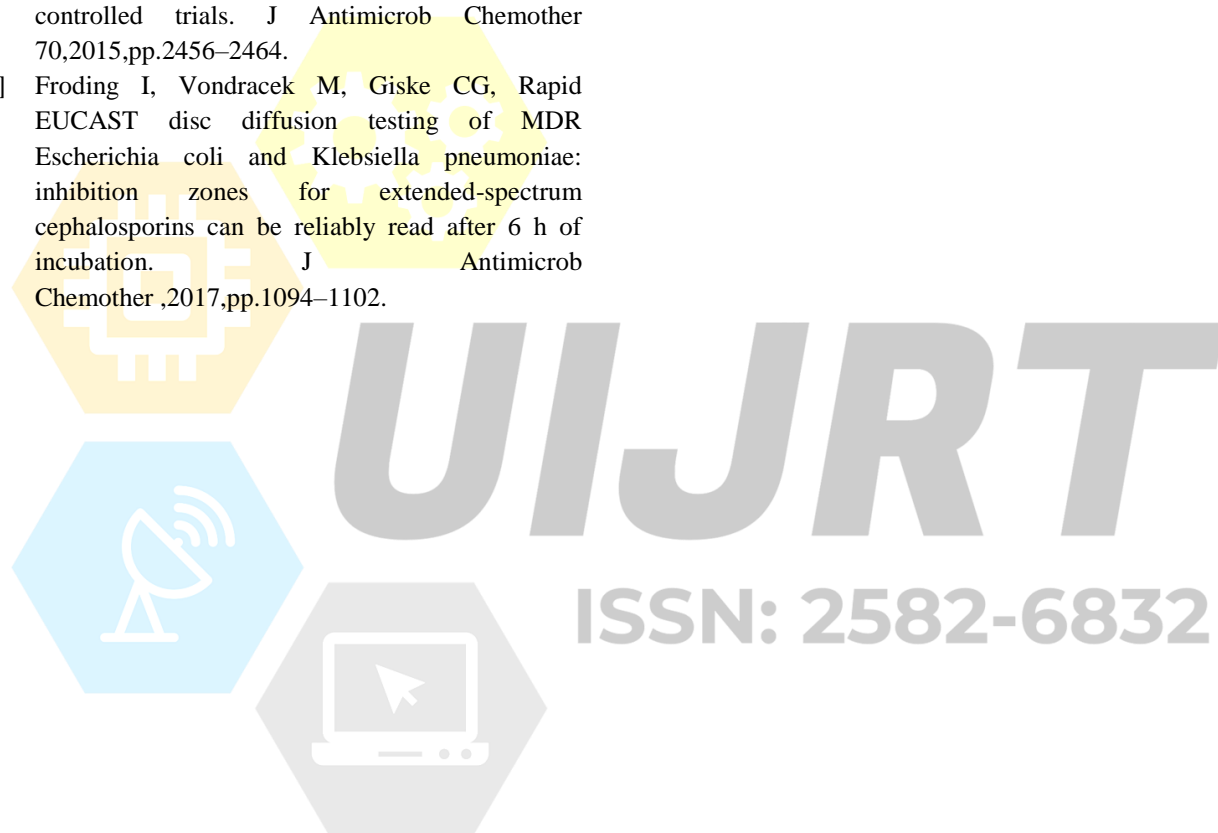 controlled trials. J Antimicrob Chemother
70,2015,pp.2456–2464.
] Froding I, Vondracek M, Giske CG, Rapid
EUCAST disc diffusion testing of MDR
Escherichia coli and Klebsiella pneumoniae:
inhibition zones for extended-spectrum
cephalosporins can be reliably read after 6 h of
incubation. J Antimicrob
Chemother ,2017,pp.1094–1102.
UIJRT
ISSN: 2582-6832